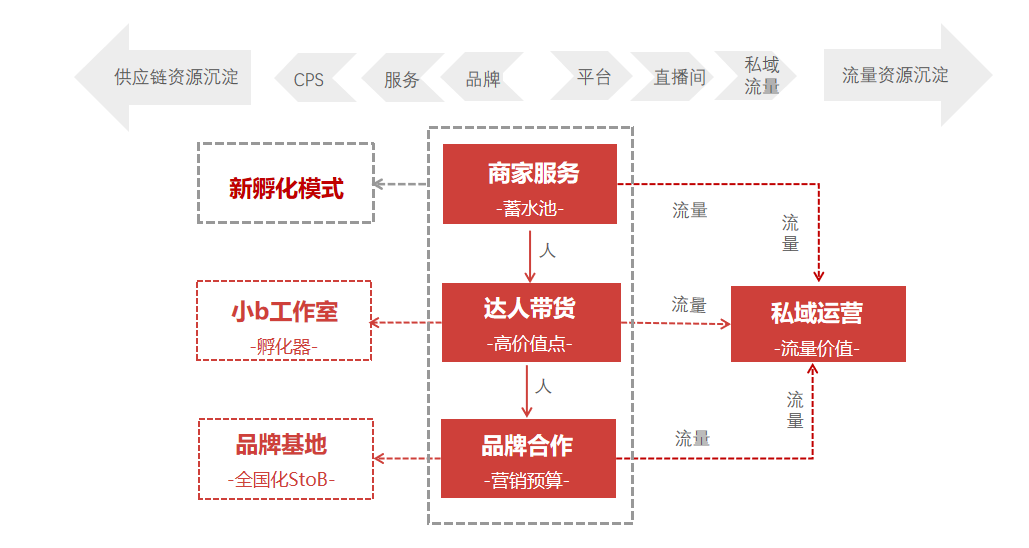 供应链资源沉淀
CPS
服务
品牌
平台
直播间
私域
流量
流量资源沉淀
新孵化模式
商家服务
-蓄水池-
流量
流
量
人
小b工作室
-孵化器-
达人带货
-高价值点-
流量
私域运营
-流量价值-
人
流
量
品牌基地
-全国化StoB-
品牌合作
-营销预算-
流量